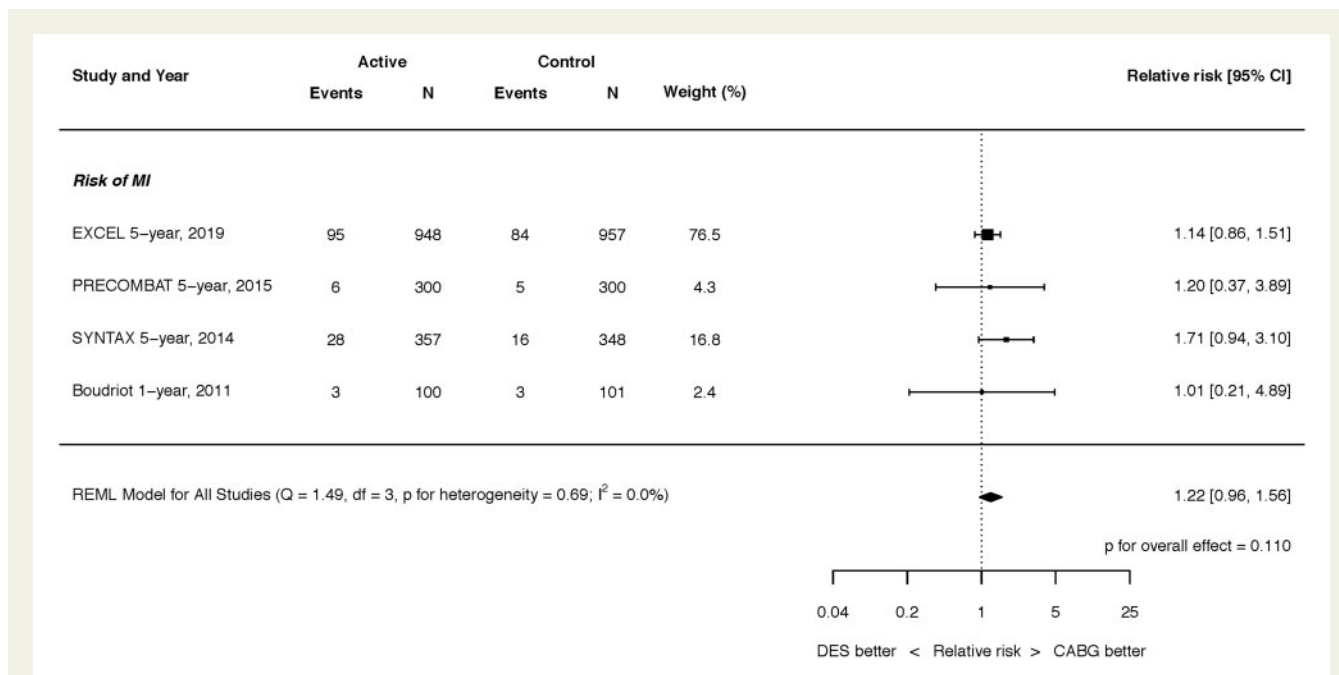 Study and Year Active Control Relative risk [95% CI]
Events N Events N Weight (%)
Risk of MI
EXCEL 5−year, 2019 95 948 84 957 76.5 1.14 [0.86, 1.51]
PRECOMBAT 5−year, 2015 6 300 5 300 4.3 1.20 [0.37, 3.89]
SYNTAX 5−year, 2014 28 357 16 348 16.8 1.71 [0.94, 3.10]
Boudriot 1−year, 2011 3 100 3 101 2.4 1.01 [0.21, 4.89]
REML Model for All Studies (Q = 1.49, df = 3, p for heterogeneity = 0.69; I² = 0.0%) 1.22 [0.96, 1.56]
p for overall effect = 0.110
0.04 0.2 1 5 25
DES better < Relative risk > CABG better